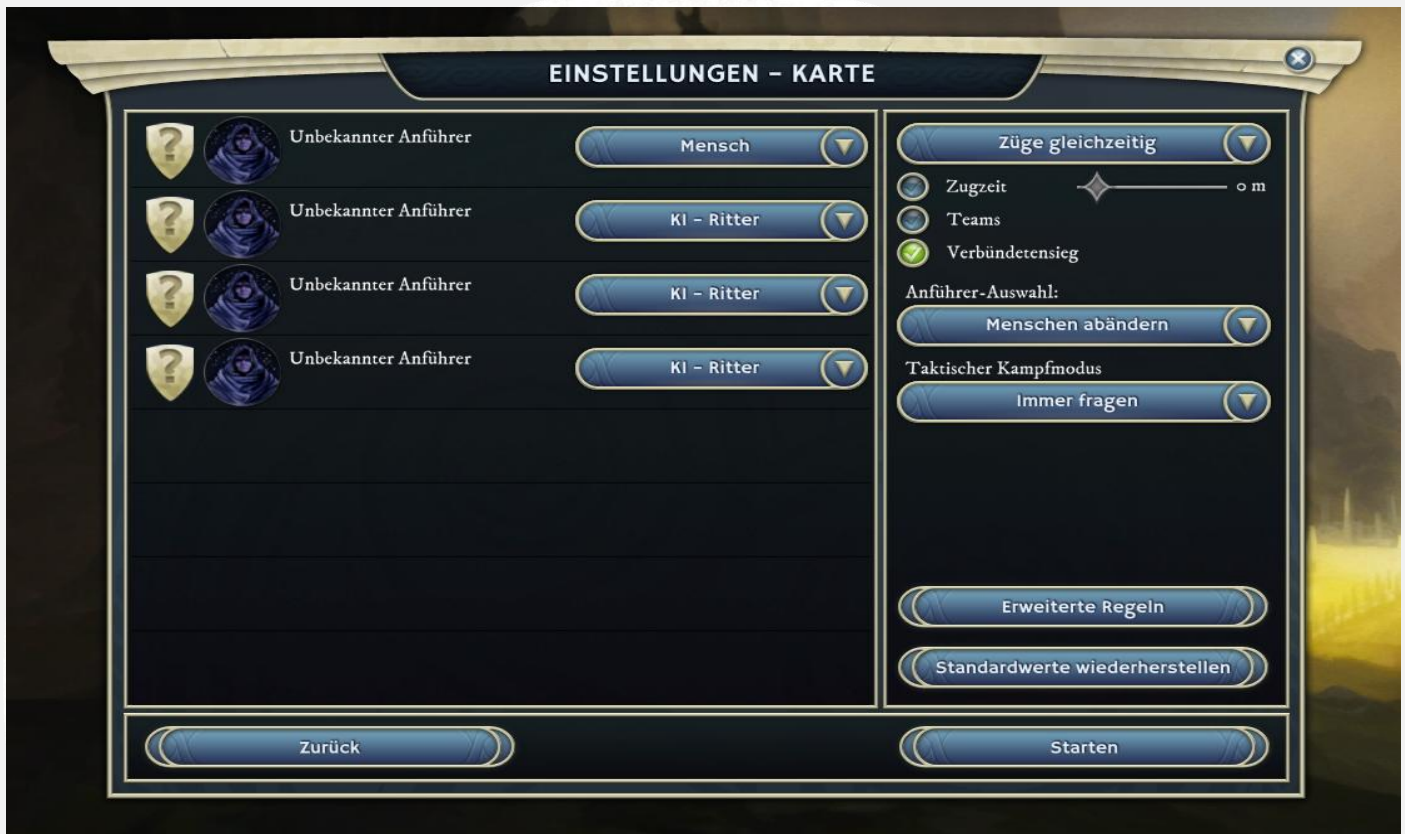 EINSTELLUNGEN – KARTE
Unbekannter Anführer
Mensch
Unbekannter Anführer
KI – Ritter
Unbekannter Anführer
KI – Ritter
Unbekannter Anführer
KI – Ritter
Züge gleichzeitig
Zugzeit 0 m
Teams
Verbündetensieg
Anführer-Auswahl:
Menschen abändern
Taktischer Kampfmodus
Immer fragen
Erweiterte Regeln
Standardwerte wiederherstellen
Zurück
Starten